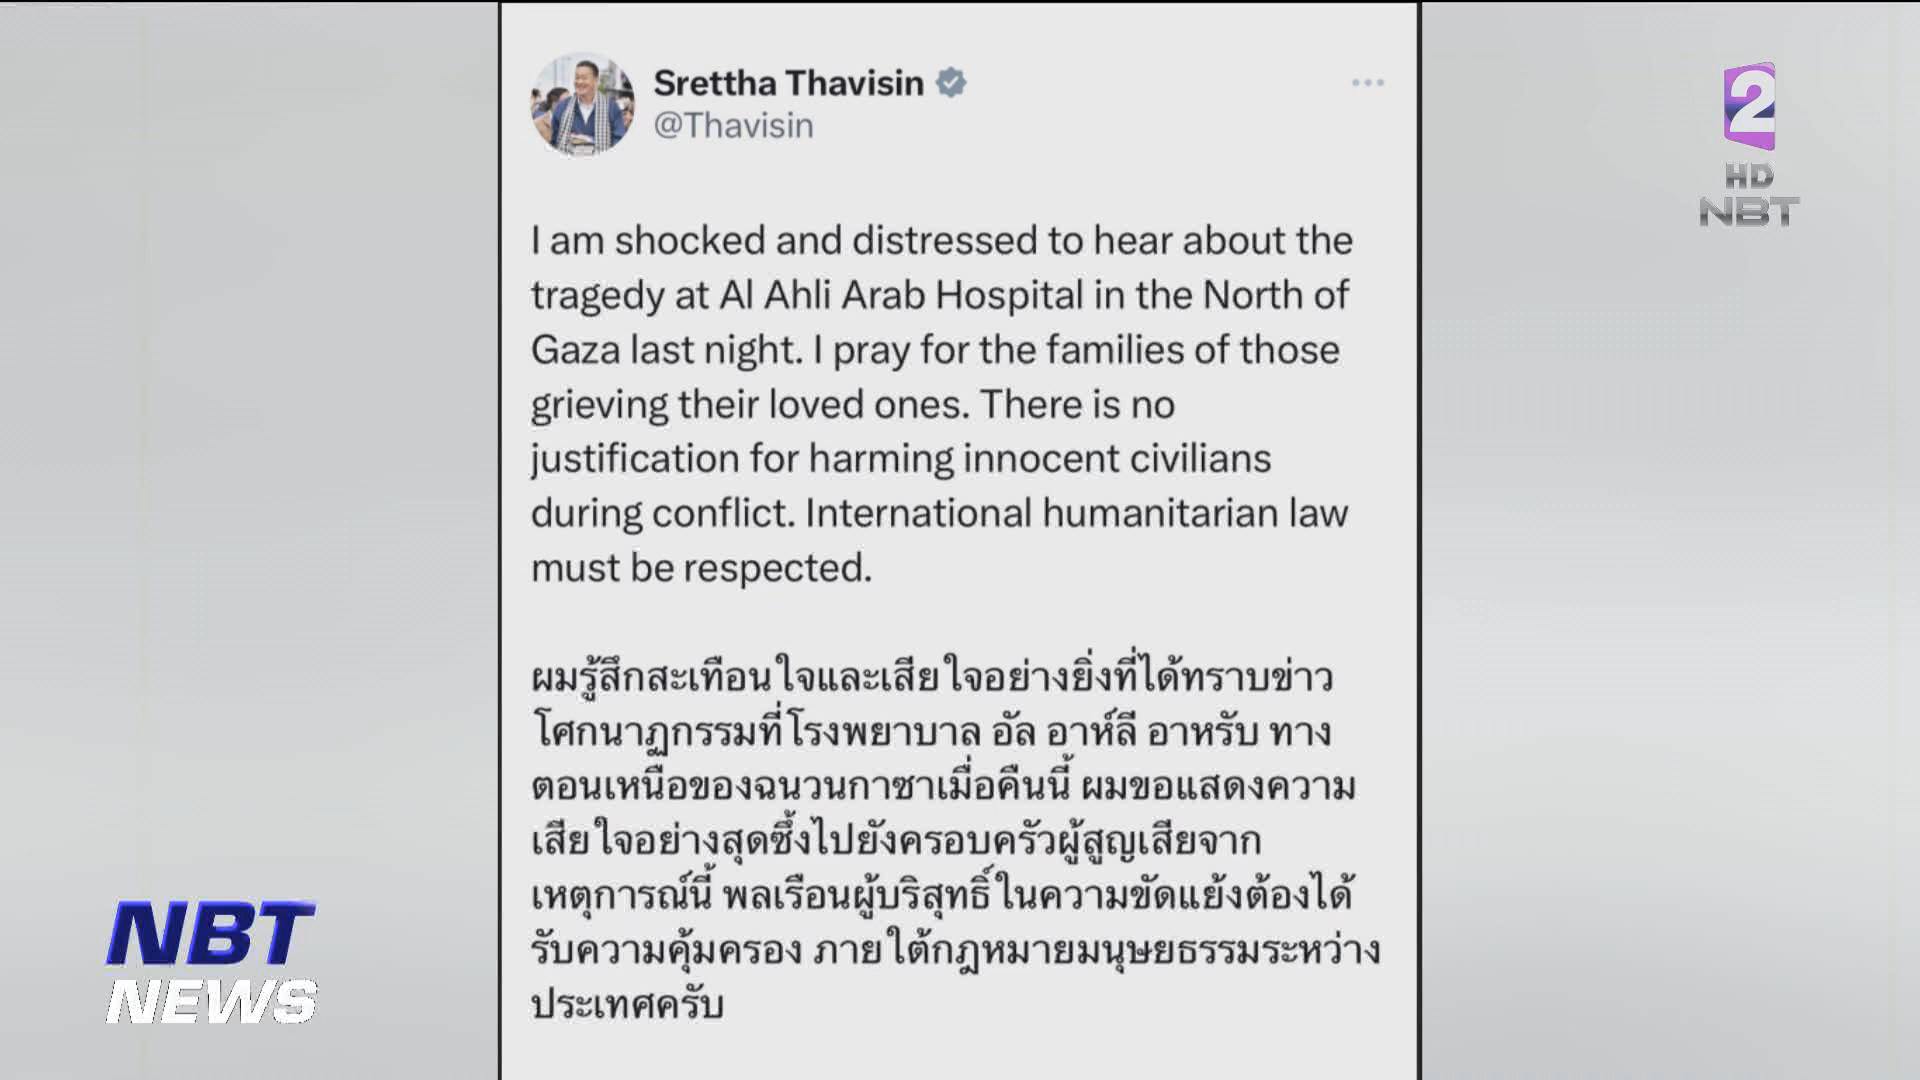 Srettha Thavisin
@Thavisin
I am shocked and distressed to hear about the
tragedy at Al Ahli Arab Hospital in the North of
Gaza last night. I pray for the families of those
grieving their loved ones. There is no
justification for harming innocent civilians
during conflict. International humanitarian law
must be respected.
ผมรู้สึกสะเทือนใจและเสียใจอย่างยิ่งที่ได้ทราบข่าว
โศกนาฏกรรมที่โรงพยาบาล อัล อาห์ลี อาหรับ ทาง
ตอนเหนือของฉนวนกาซาเมื่อคืนนี้ ผมขอแสดงความ
เสียใจอย่างสุดซึ้งไปยังครอบครัวผู้สูญเสียจาก
เหตุการณ์นี้ พลเรือนผู้บริสุทธิ์ในความขัดแย้งต้องได้
รับความคุ้มครอง ภายใต้กฎหมายมนุษยธรรมระหว่าง
ประเทศครับ
2
HD
NBT
NBT
NEWS